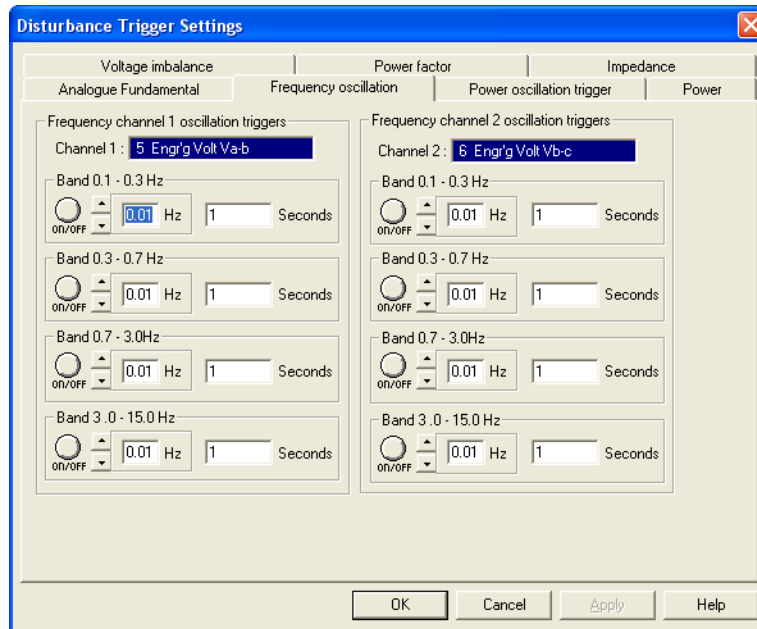 Disturbance Trigger Settings
Voltage imbalance Power factor Impedance
Analogue Fundamental Frequency oscillation Power oscillation trigger Power
Frequency channel 1 oscillation triggers
Channel 1 : 5 Engr'g Volt Va-b
Band 0.1 - 0.3 Hz
0.01 Hz 1 Seconds
ON/OFF
Band 0.3 - 0.7 Hz
0.01 Hz 1 Seconds
ON/OFF
Band 0.7 - 3.0Hz
0.01 Hz 1 Seconds
ON/OFF
Band 3 .0 - 15.0 Hz
0.01 Hz 1 Seconds
ON/OFF
Frequency channel 2 oscillation triggers
Channel 2 : 6 Engr'g Volt Vb-c
Band 0.1 - 0.3 Hz
0.01 Hz 1 Seconds
ON/OFF
Band 0.3 - 0.7 Hz
0.01 Hz 1 Seconds
ON/OFF
Band 0.7 - 3.0Hz
0.01 Hz 1 Seconds
ON/OFF
Band 3 .0 - 15.0 Hz
0.01 Hz 1 Seconds
ON/OFF
OK Cancel Apply Help